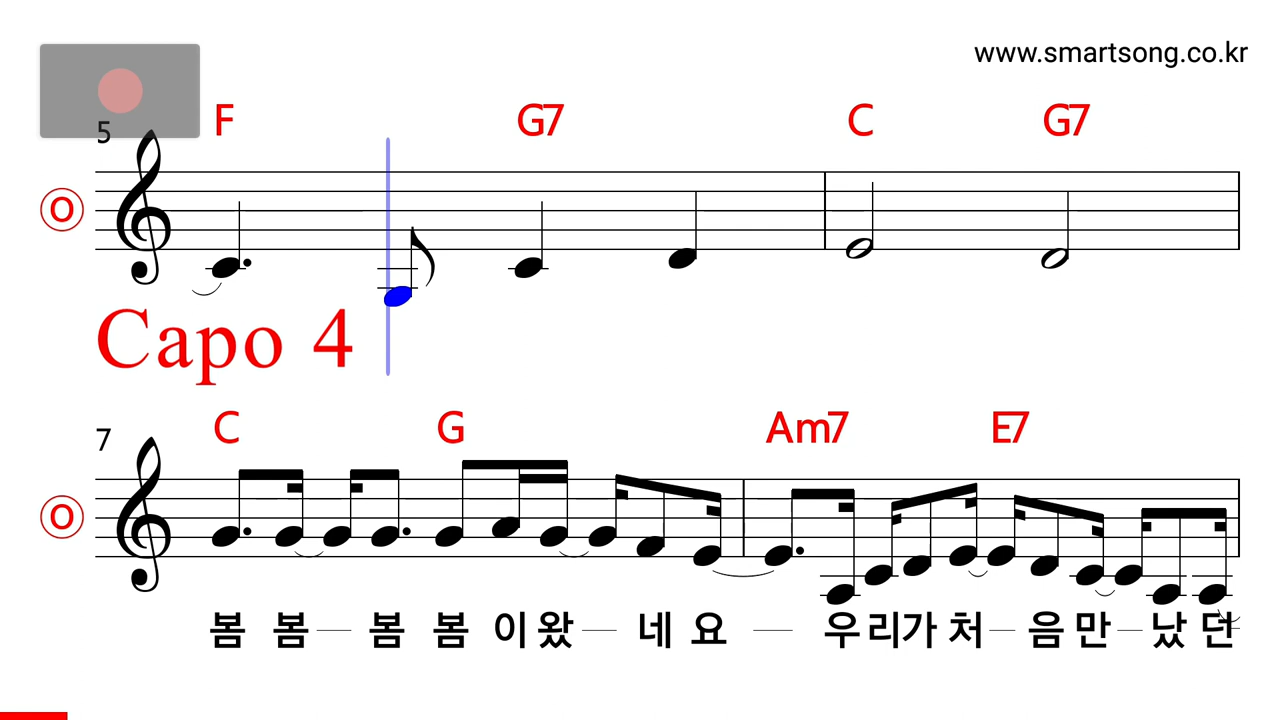 www.smartsong.co.kr
5 F G7 C G7
O
Capo 4
7 C G Am7 E7
O
봄 봄 — 봄 봄 이 왔 — 네 요 — 우 리 가 처 — 음 만 — 났 던